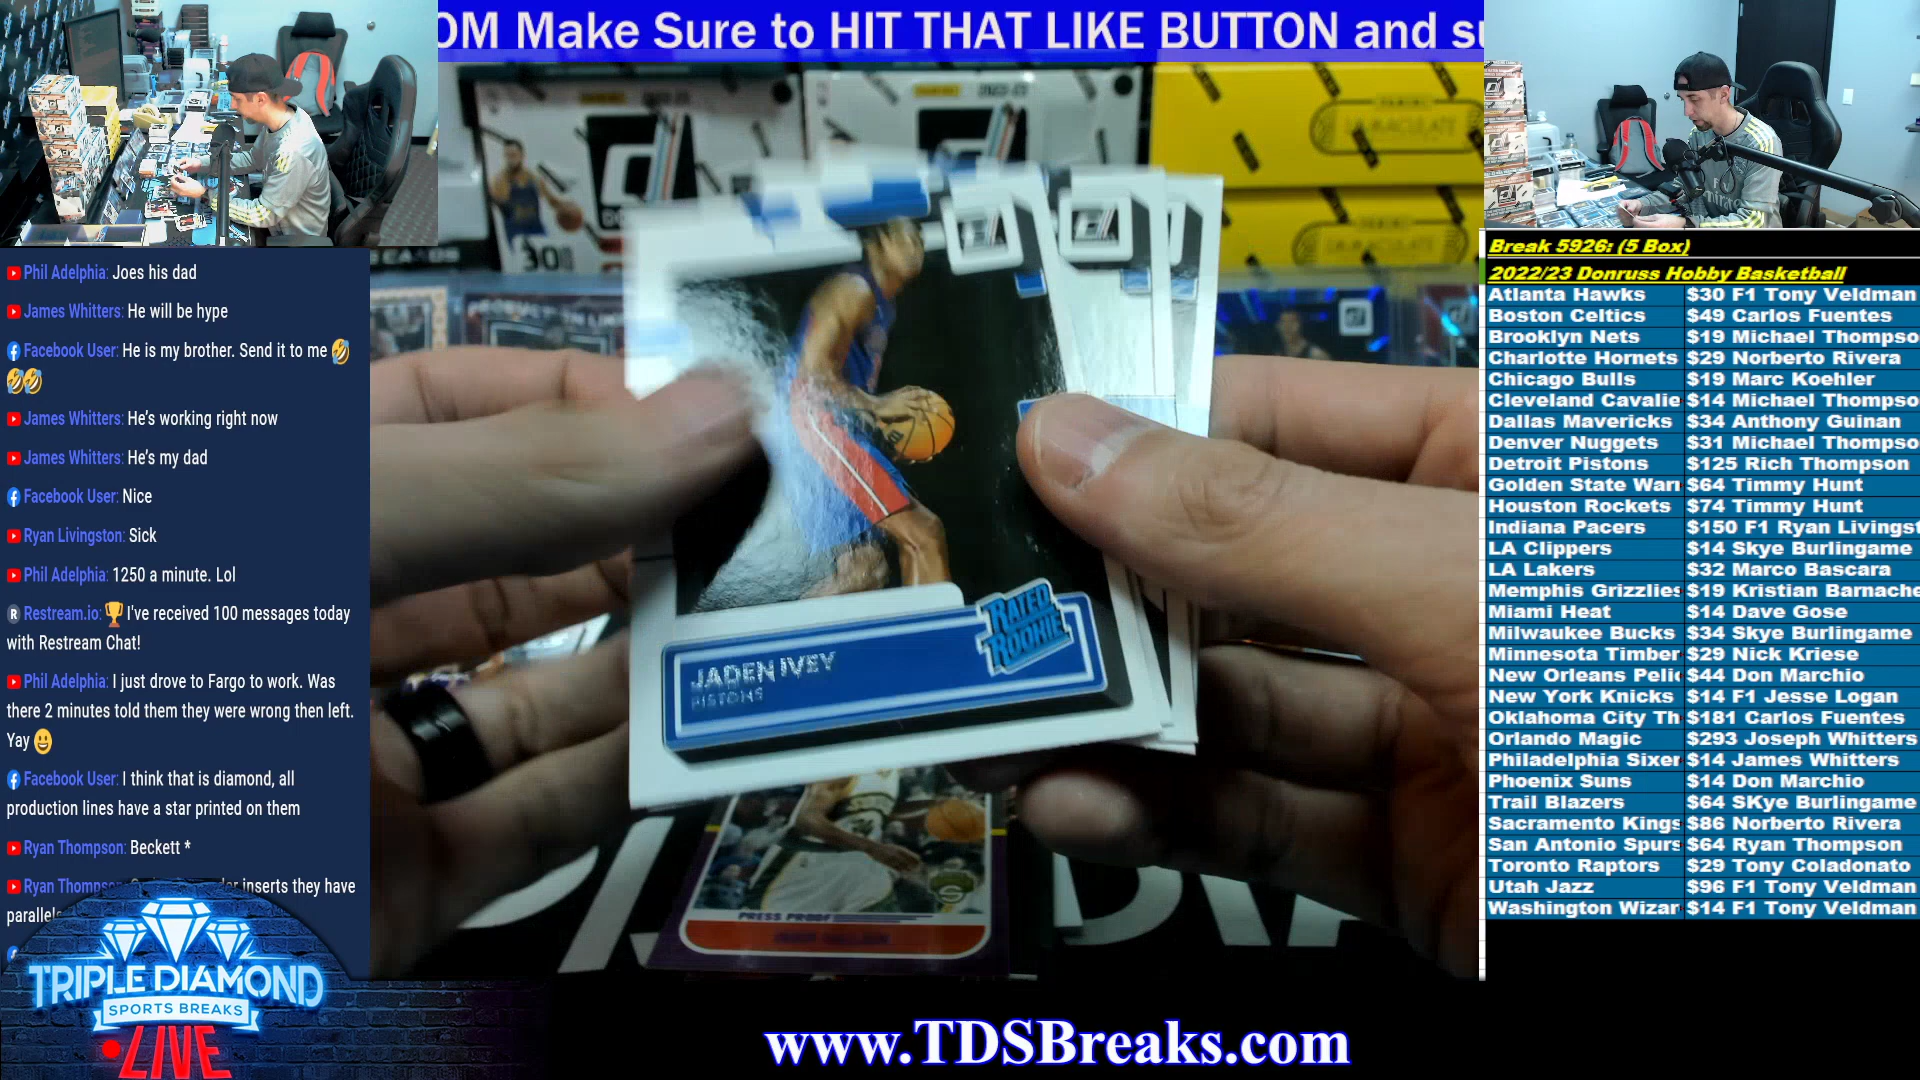 OM Make Sure to HIT THAT LIKE BUTTON and su
Phil Adelphia: Joes his dad
James Whitters: He will be hype
Facebook User: He is my brother. Send it to me 🤣
🤣🤣
James Whitters: He's working right now
James Whitters: He's my dad
Facebook User: Nice
Ryan Livingston: Sick
Phil Adelphia: 1250 a minute. Lol
Restream.io: 🏆 I've received 100 messages today
with Restream Chat!
Phil Adelphia: I just drove to Fargo to work. Was
there 2 minutes told them they were wrong then left.
Yay 😀
Facebook User: I think that is diamond, all
production lines have a star printed on them
Ryan Thompson: Beckett *
inserts they have
TRIPLE DIAMOND
SPORTS BREAKS
LIVE
30
IMMACULATE
JADEN IVEY
PISTONS
RATED
ROOKIE
PRESS PROOF
www.TDSBreaks.com
Break 5926: (5 Box)
2022/23 Donruss Hobby Basketball
Atlanta Hawks $30 F1 Tony Veldman
Boston Celtics $49 Carlos Fuentes
Brooklyn Nets $19 Michael Thompso
Charlotte Hornets $29 Norberto Rivera
Chicago Bulls $19 Marc Koehler
Cleveland Cavalie $14 Michael Thompso
Dallas Mavericks $34 Anthony Guinan
Denver Nuggets $31 Michael Thompso
Detroit Pistons $125 Rich Thompson
Golden State Warr $64 Timmy Hunt
Houston Rockets $74 Timmy Hunt
Indiana Pacers $150 F1 Ryan Livingst
LA Clippers $14 Skye Burlingame
LA Lakers $32 Marco Bascara
Memphis Grizzlies $19 Kristian Barnache
Miami Heat $14 Dave Gose
Milwaukee Bucks $34 Skye Burlingame
Minnesota Timber $29 Nick Kriese
New Orleans Pelic $44 Don Marchio
New York Knicks $14 F1 Jesse Logan
Oklahoma City Th $181 Carlos Fuentes
Orlando Magic $293 Joseph Whitters
Philadelphia Sixer $14 James Whitters
Phoenix Suns $14 Don Marchio
Trail Blazers $64 SKye Burlingame
Sacramento Kings $86 Norberto Rivera
San Antonio Spurs $64 Ryan Thompson
Toronto Raptors $29 Tony Coladonato
Utah Jazz $96 F1 Tony Veldman
Washington Wizar $14 F1 Tony Veldman